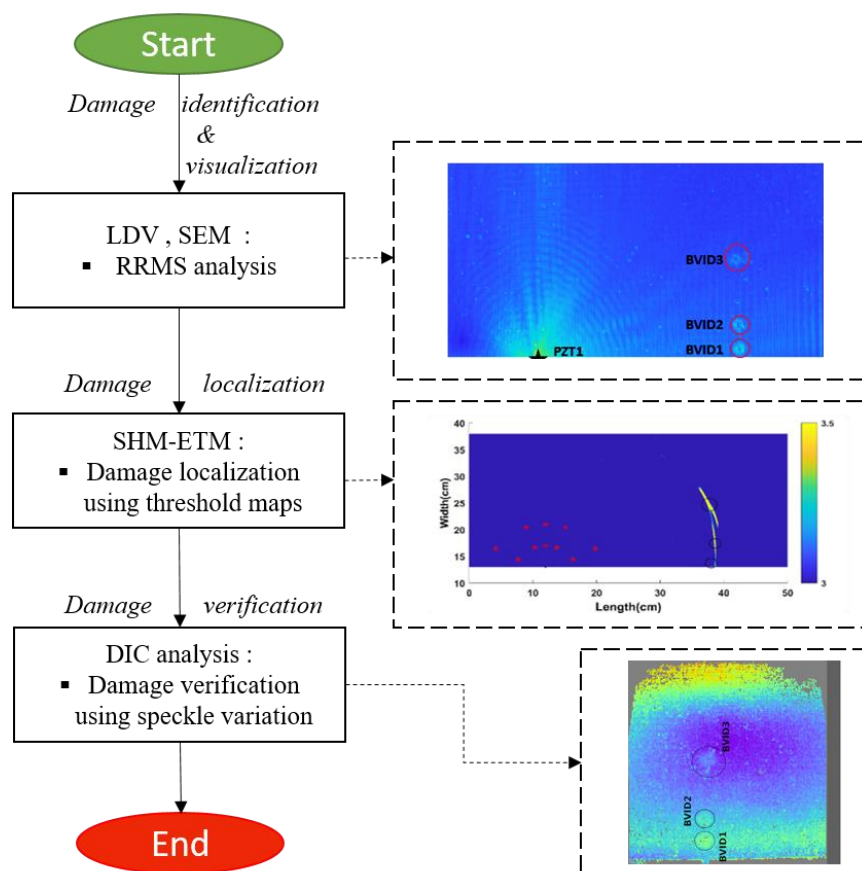 Start
Damage identification
&
visualization
LDV , SEM :
▪ RRMS analysis
BVID3
BVID2
BVID1
PZT1
Damage localization
SHM-ETM :
▪ Damage localization
using threshold maps
40
35
30
25
20
15
10
Width(cm)
0
10
20
30
40
50
Length(cm)
3.5
3
Damage verification
DIC analysis :
▪ Damage verification
using speckle variation
BVID3
BVID2
BVID1
End